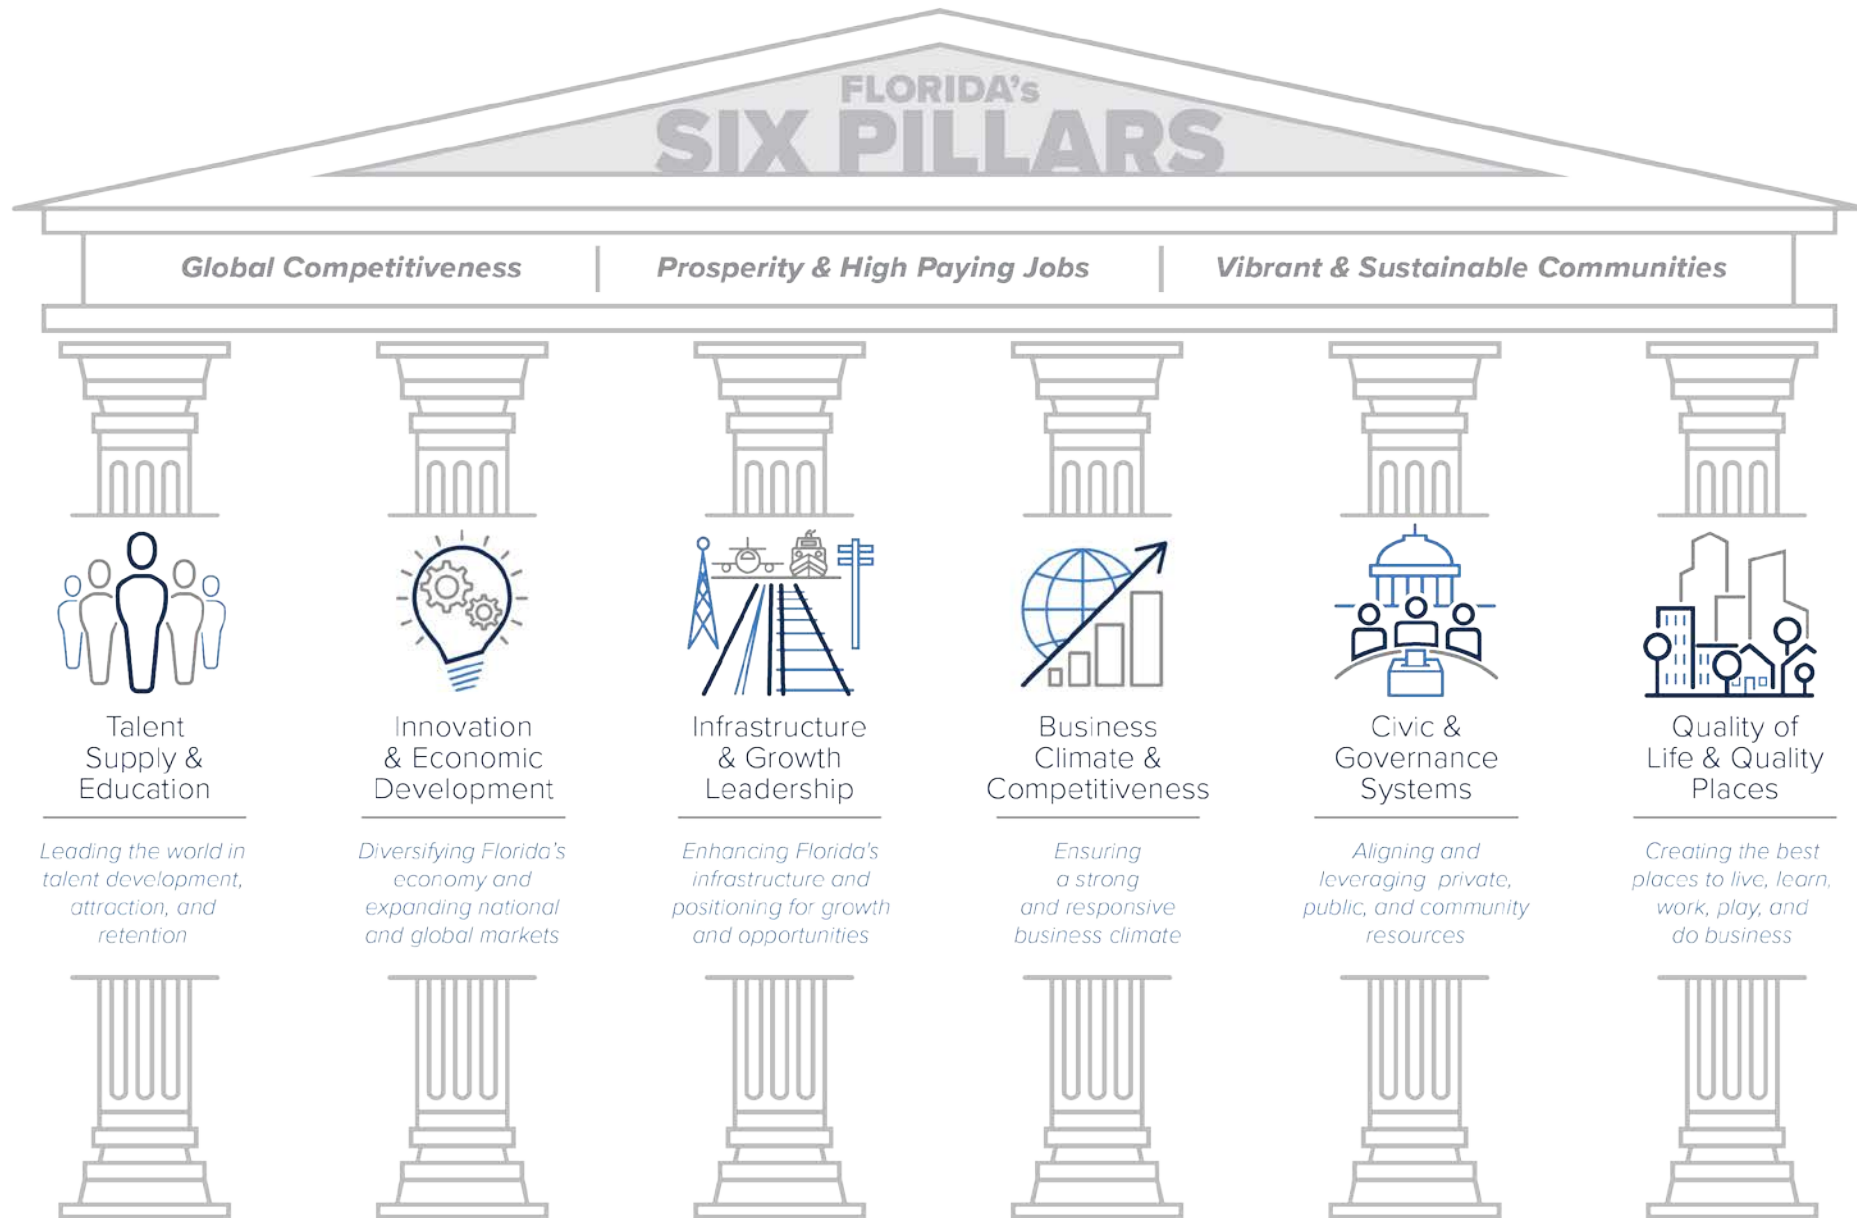 FLORIDA's
SIX PILLARS
Global Competitiveness
Prosperity & High Paying Jobs
Vibrant & Sustainable Communities
Talent
Supply &
Education
Leading the world in
talent development,
attraction, and
retention
Innovation
& Economic
Development
Diversifying Florida's
economy and
expanding national
and global markets
Infrastructure
& Growth
Leadership
Enhancing Florida's
infrastructure and
positioning for growth
and opportunities
Business
Climate &
Competitiveness
Ensuring
a strong
and responsive
business climate
Civic &
Governance
Systems
Aligning and
leveraging private,
public, and community
resources
Quality of
Life & Quality
Places
Creating the best
places to live, learn,
work, play, and
do business